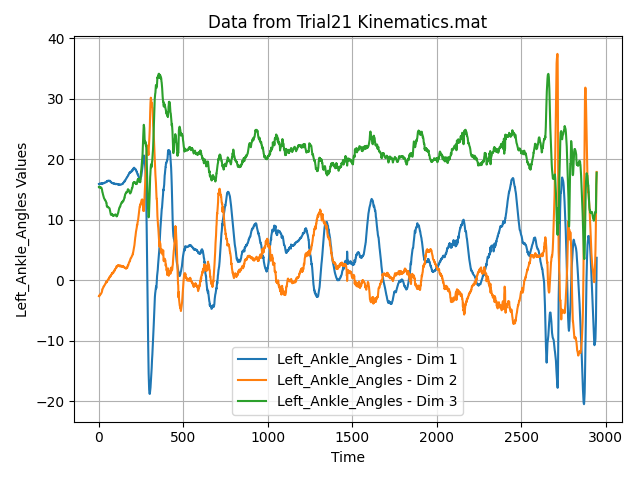 Data from Trial21 Kinematics.mat
Left_Ankle_Angles Values
40
30
20
10
0
−10
−20
Left_Ankle_Angles - Dim 1
Left_Ankle_Angles - Dim 2
Left_Ankle_Angles - Dim 3
0 500 1000 1500 2000 2500 3000
Time